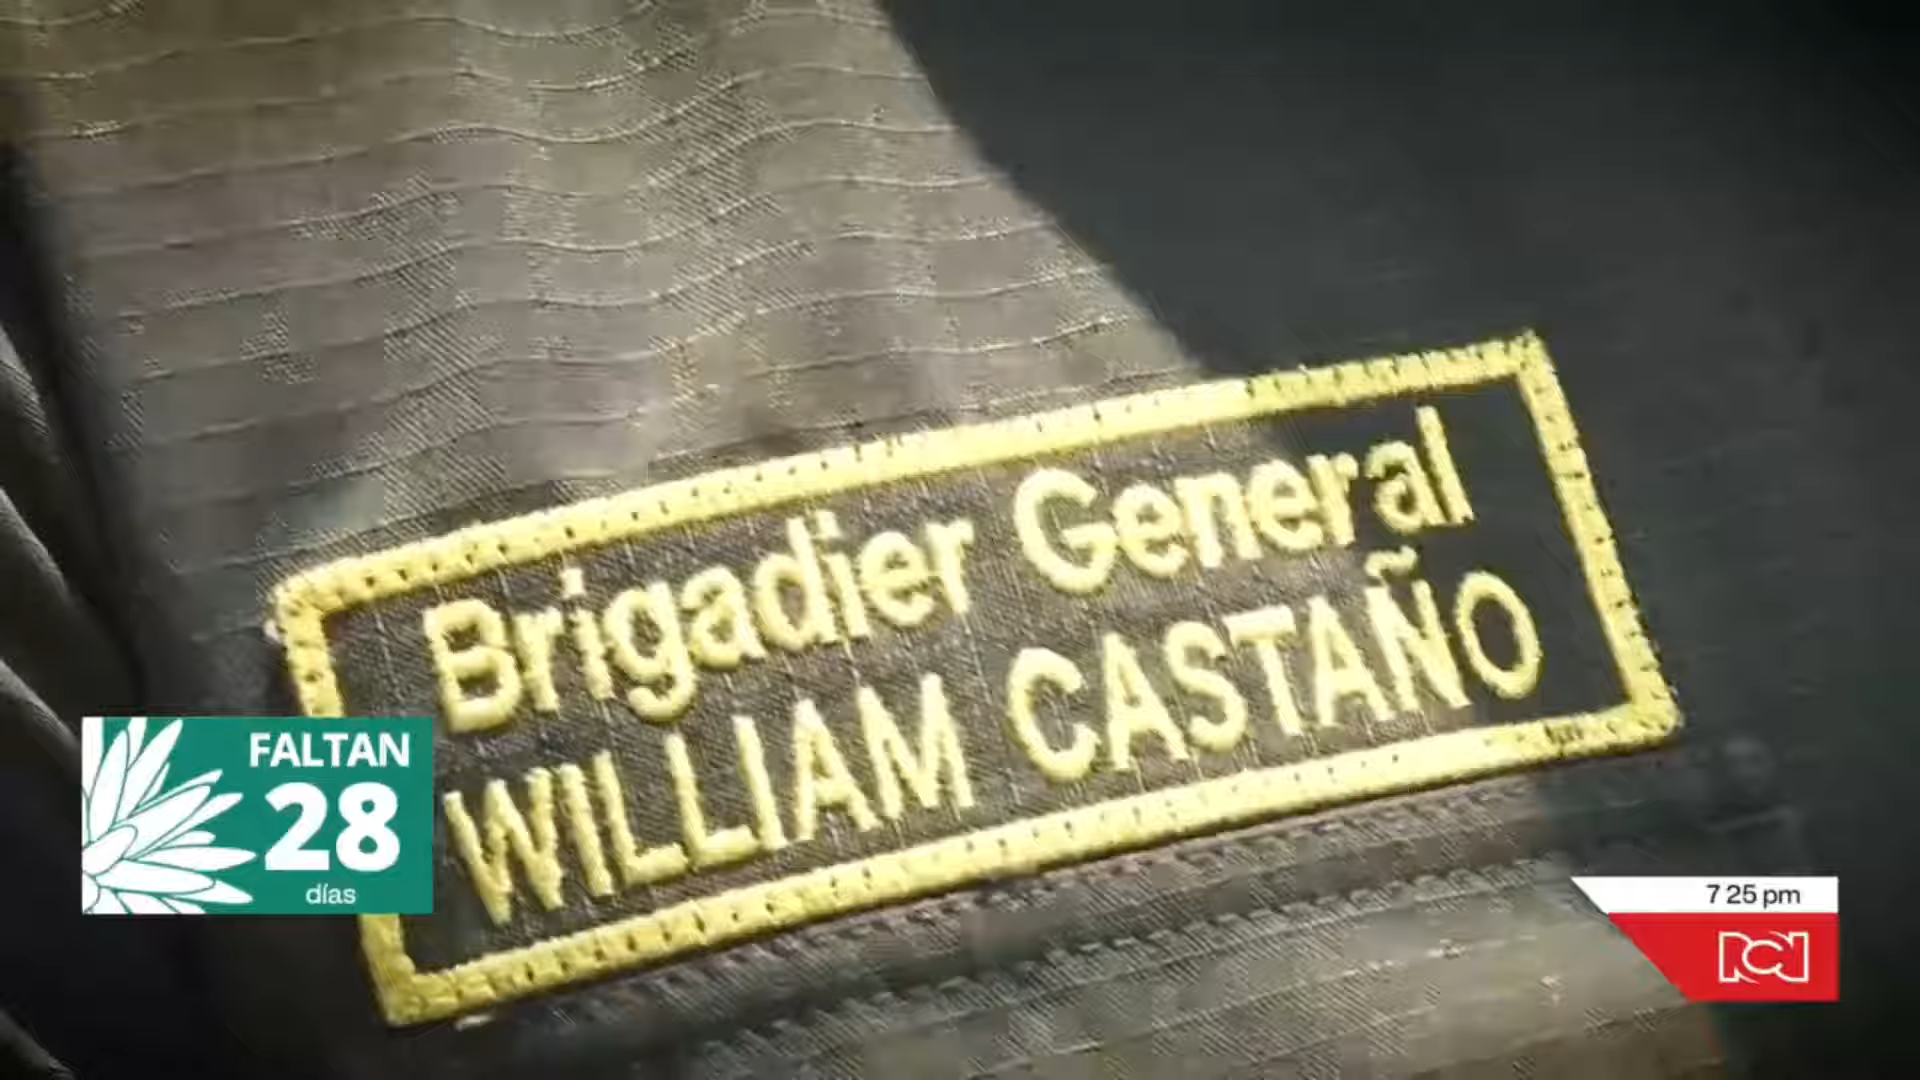 Brigadier General
WILLIAM CASTAÑO
FALTAN
28
días
7 25 pm
RCN